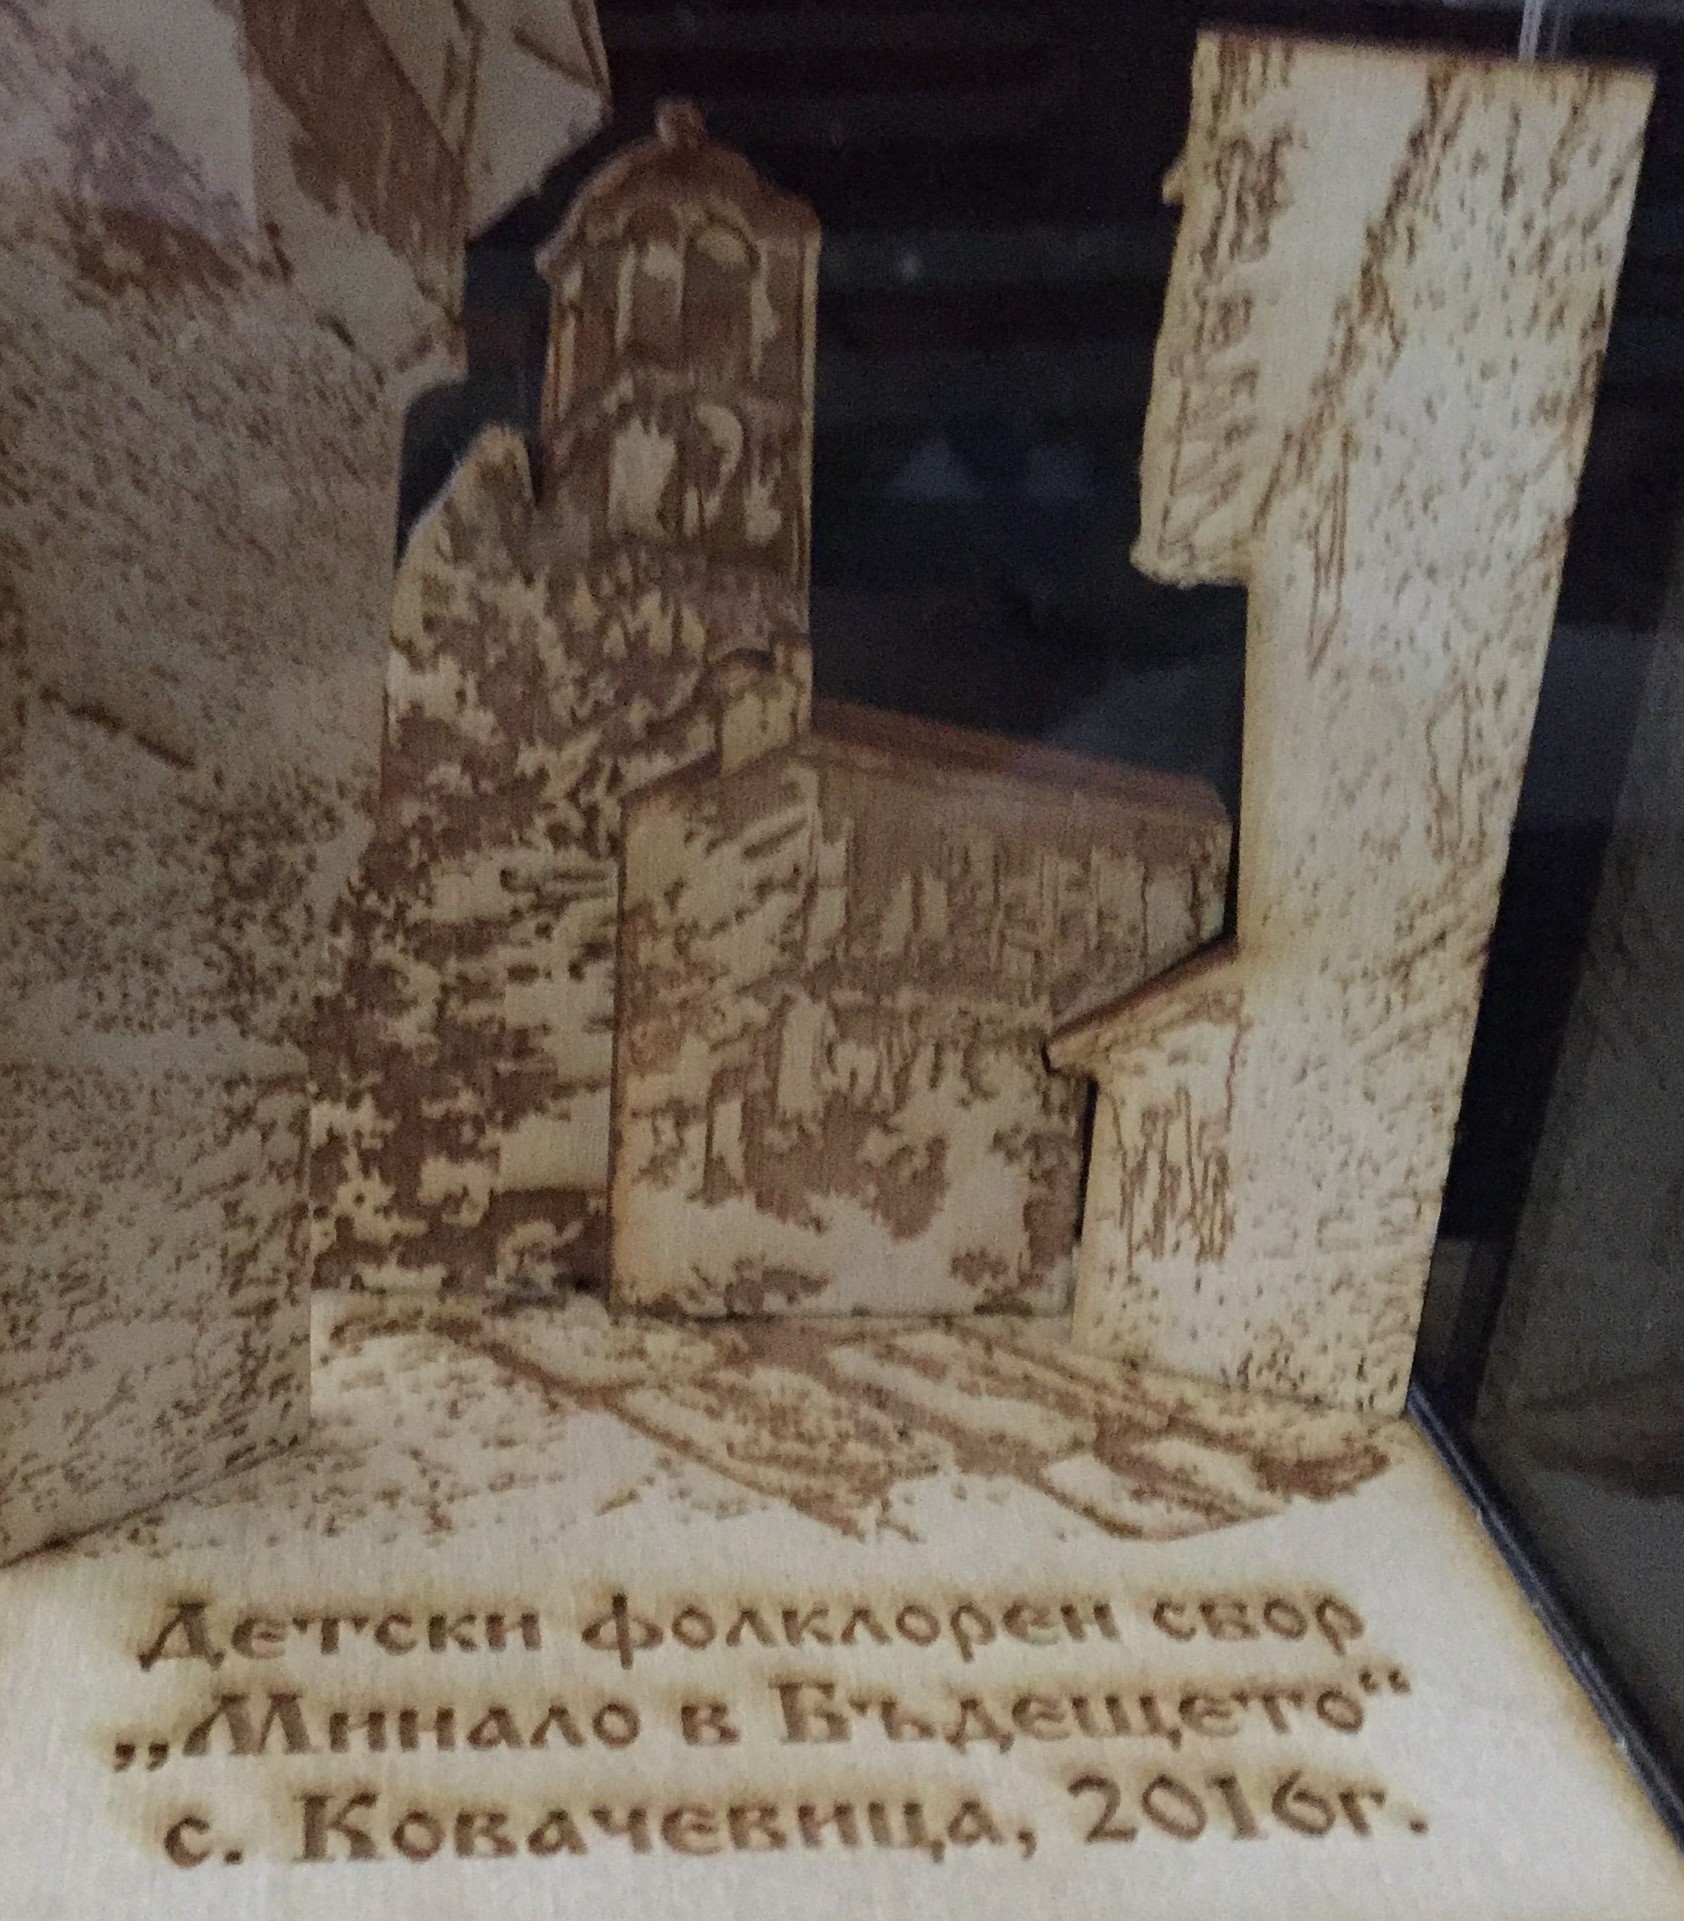 Детски фолклорен сбор
„Минало в Бъдещето“
с. Ковачевица, 2016г.